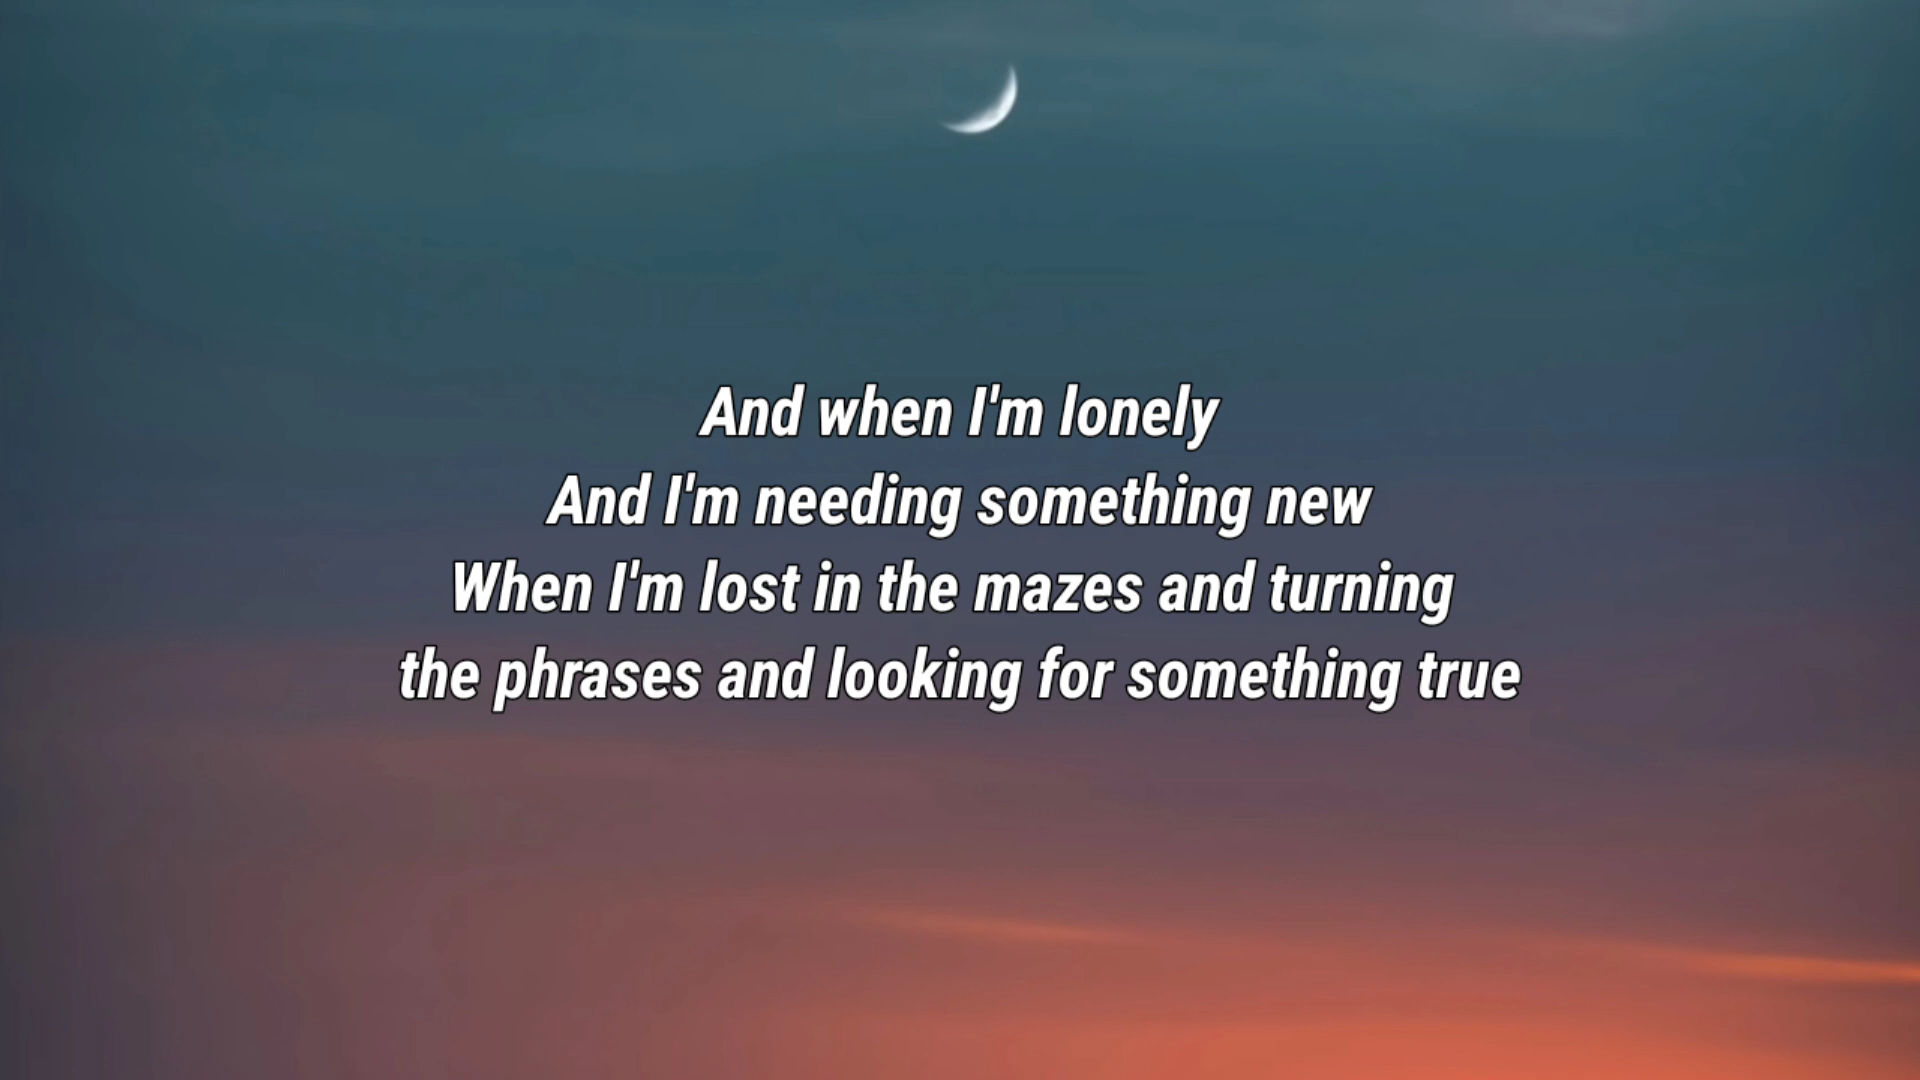 And when I'm lonely
And I'm needing something new
When I'm lost in the mazes and turning
the phrases and looking for something true